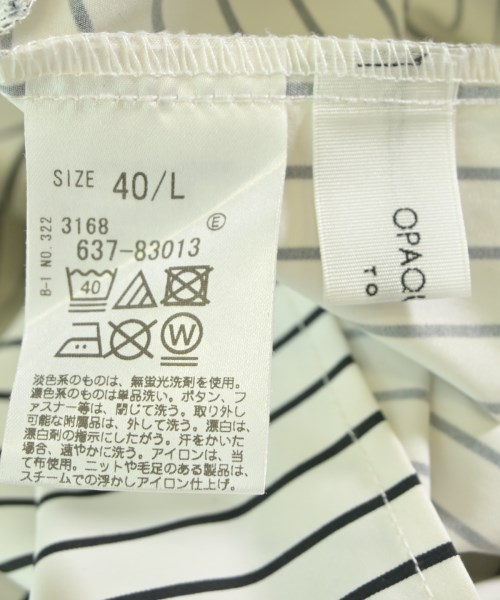 SIZE 40/L
B-I NO. 322
3168
E
637-83013
40
W
淡色系のものは、無蛍光洗剤を使用。
濃色系のものは単品洗い。ボタン、フ
ァスナー等は、閉じて洗う。取り外し
可能な附属品は、外して洗う。漂白は、
漂白剤の指示にしたがう。汗をかいた
場合、速やかに洗う。アイロンは、当
て布使用。ニットや毛足のある製品は、
スチームでの浮かしアイロン仕上げ。
OPAQU
TO